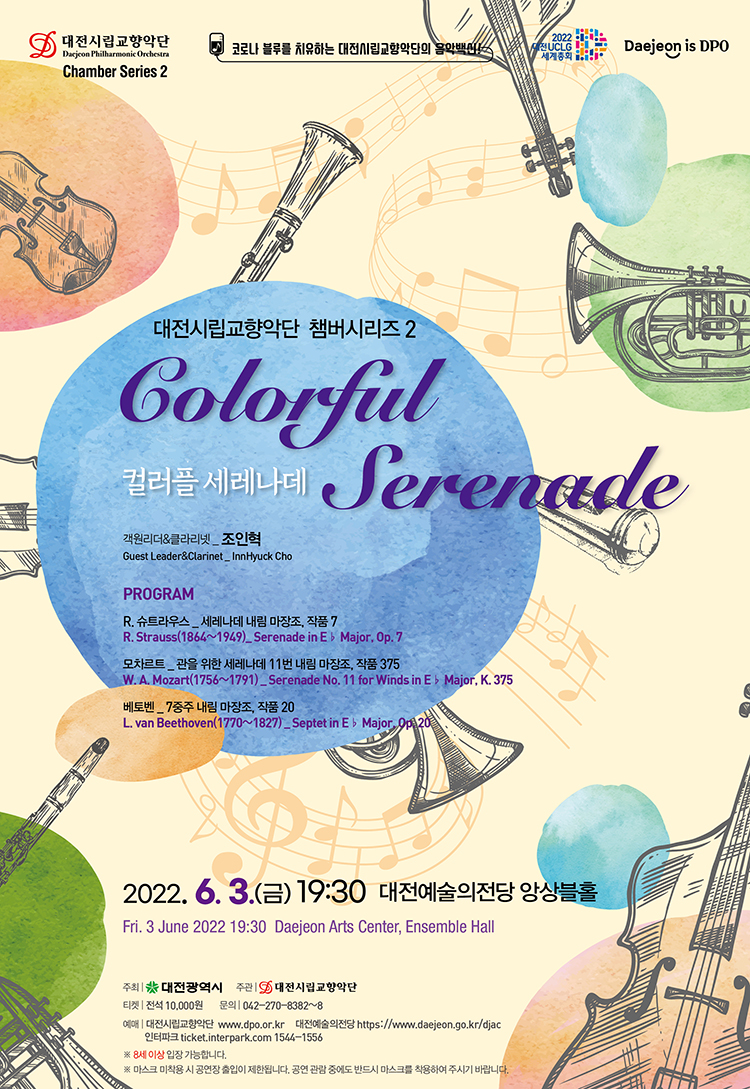 대전시립교향악단
Daejeon Philharmonic Orchestra
Chamber Series 2
코로나 블루를 치유하는 대전시립교향악단의 음악백신!
2022
대전 UCLG
세계총회
Daejeon is DPO
대전시립교향악단 챔버시리즈 2
Colorful
컬러풀 세레나데 Serenade
객원리더&클라리넷 _ 조인혁
Guest Leader&Clarinet _ InnHyuck Cho
PROGRAM
R. 슈트라우스 _ 세레나데 내림 마장조, 작품 7
R. Strauss(1864~1949)_ Serenade in E♭ Major, Op. 7
모차르트 _ 관을 위한 세레나데 11번 내림 마장조, 작품 375
W. A. Mozart(1756~1791) _ Serenade No. 11 for Winds in E♭ Major, K. 375
베토벤 _ 7중주 내림 마장조, 작품 20
L. van Beethoven(1770~1827) _ Septet in E♭ Major, Op. 20
2022. 6. 3.(금) 19:30 대전예술의전당 앙상블홀
Fri. 3 June 2022 19:30 Daejeon Arts Center, Ensemble Hall
주최 | 대전광역시 주관 | 대전시립교향악단
티켓 | 전석 10,000원 문의 | 042-270-8382~8
예매 | 대전시립교향악단 www.dpo.or.kr 대전예술의전당 https://www.daejeon.go.kr/djac
인터파크 ticket.interpark.com 1544-1556
※ 8세 이상 입장 가능합니다.
※ 마스크 미착용 시 공연장 출입이 제한됩니다. 공연 관람 중에도 반드시 마스크를 착용하여 주시기 바랍니다.